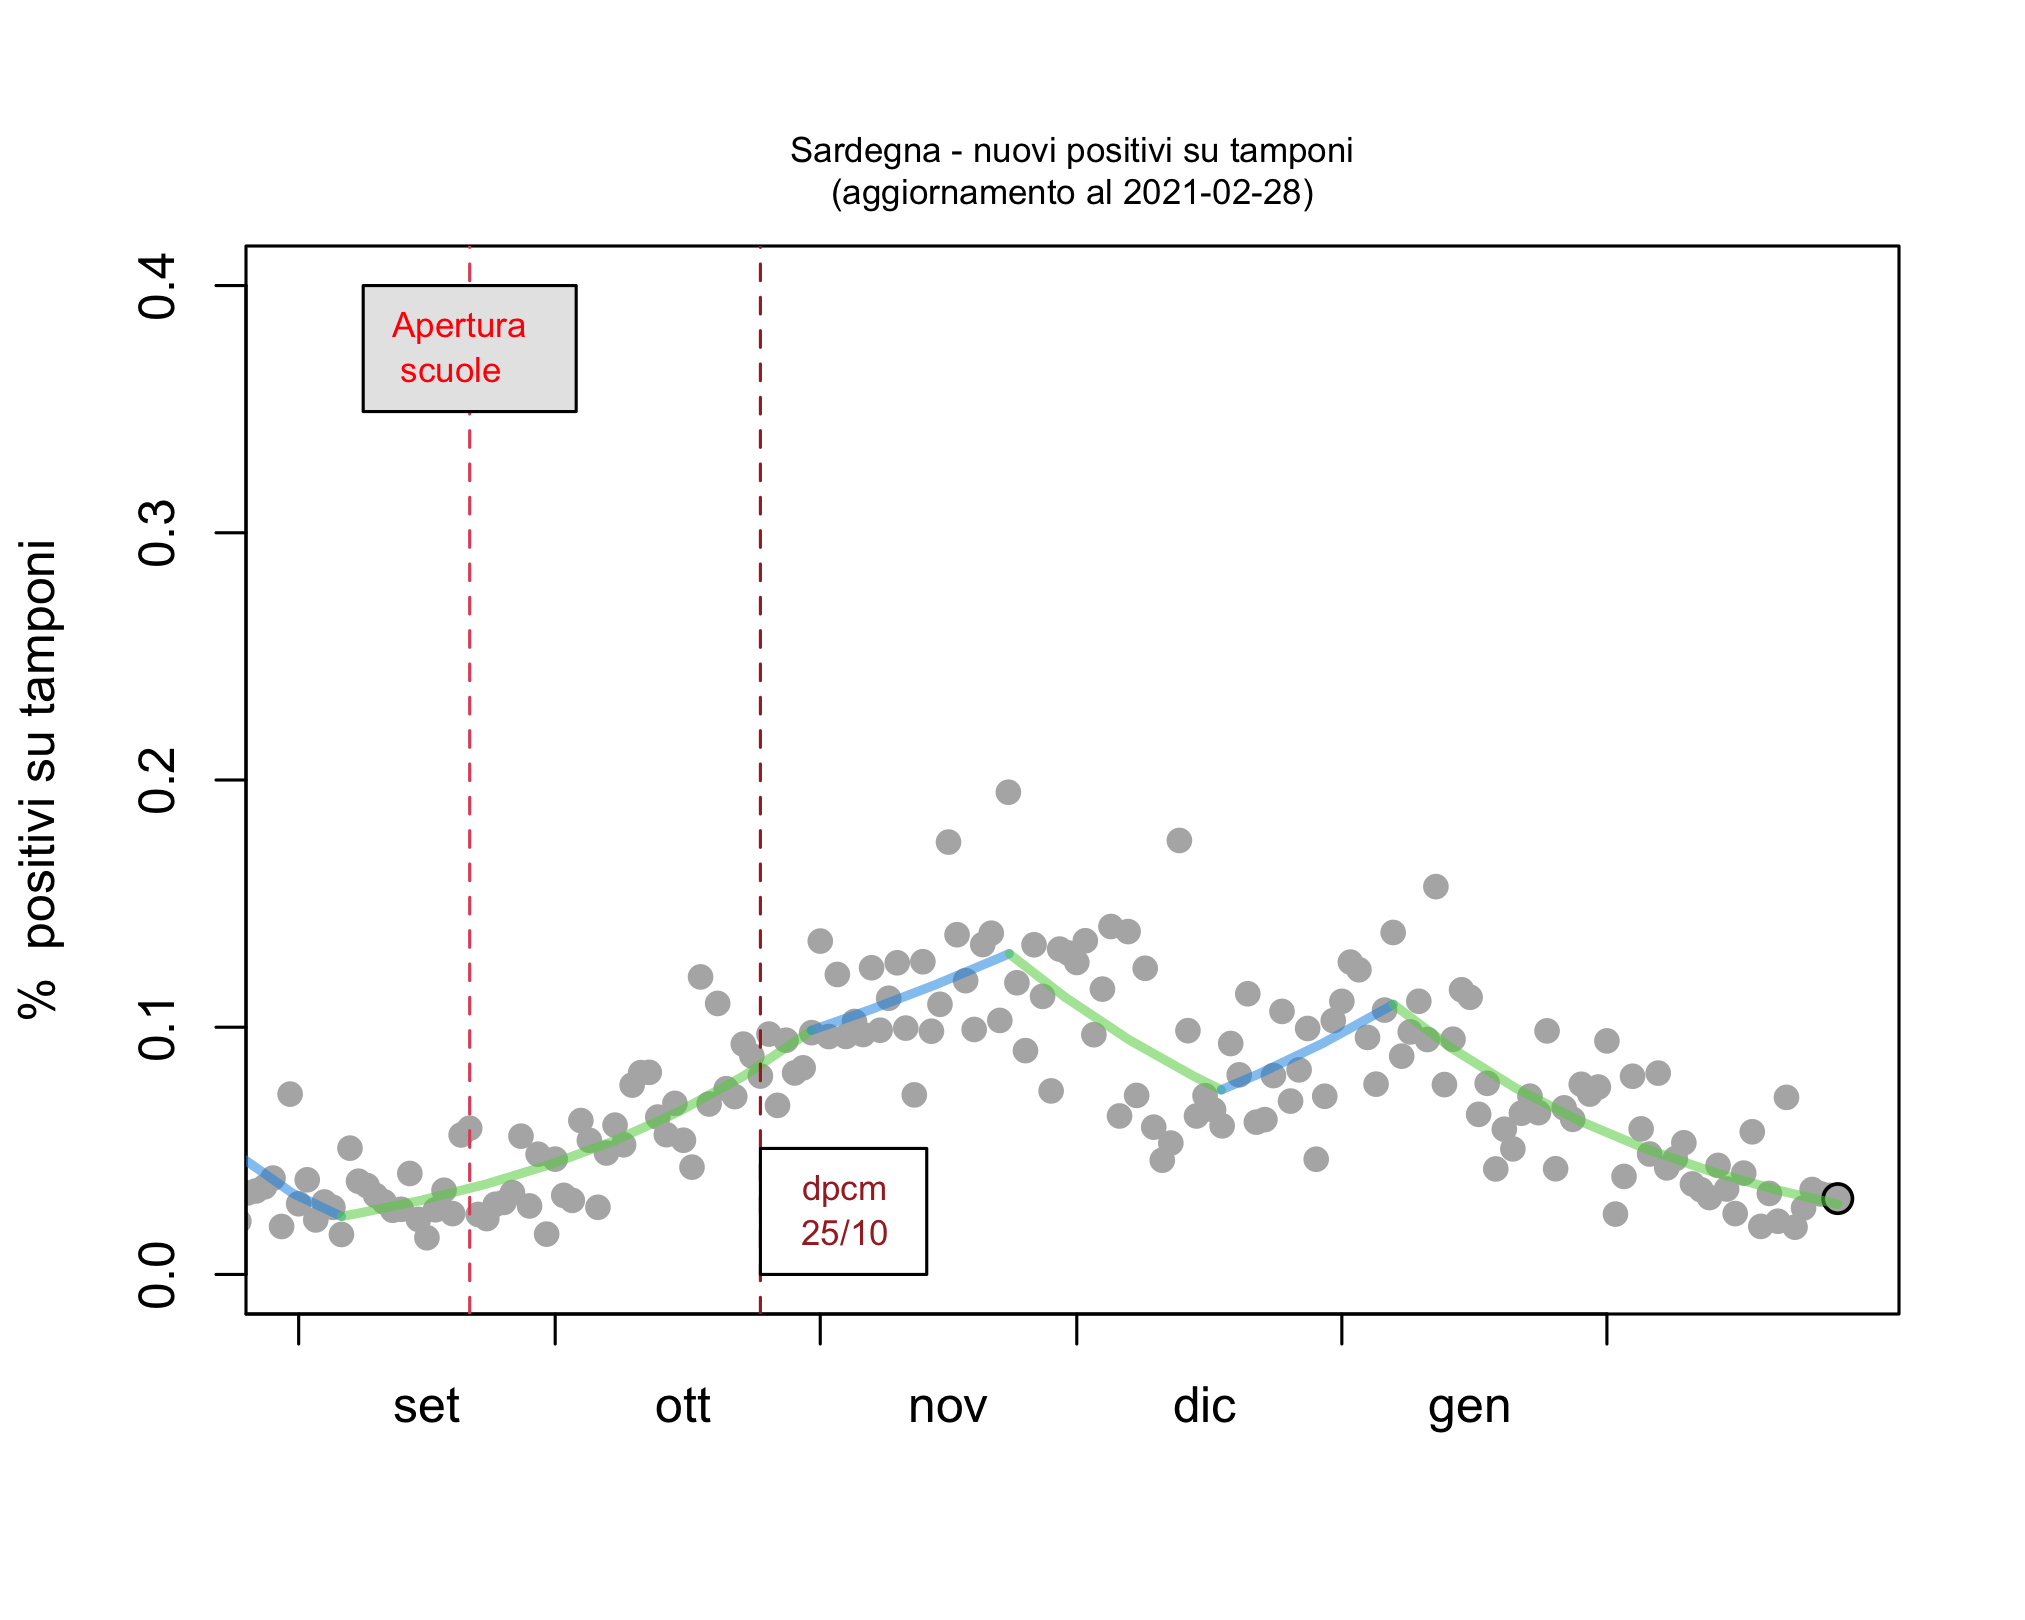 Sardegna - nuovi positivi su tamponi
(aggiornamento al 2021-02-28)
% positivi su tamponi
0.4
0.3
0.2
0.1
0.0
Apertura
scuole
dpcm
25/10
set ott nov dic gen